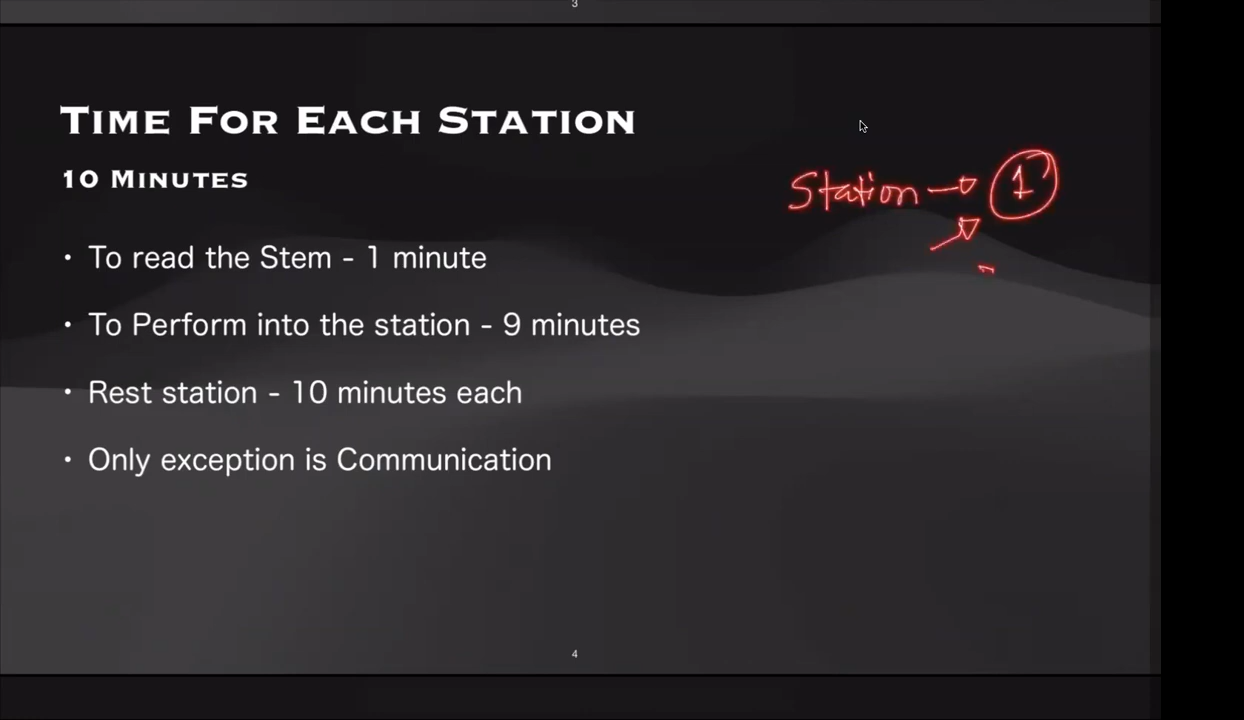 3
TIME FOR EACH STATION
10 MINUTES
Station → 1
• To read the Stem - 1 minute
• To Perform into the station - 9 minutes
• Rest station - 10 minutes each
• Only exception is Communication
4